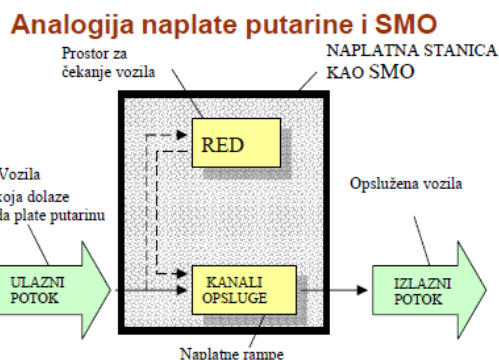 Analogija naplate putarine i SMO
Prostor za
čekanje vozila
NAPLATNA STANICA
KAO SMO
RED
Vozila
koja dolaze
da plate putarinu
Opslužena vozila
ULAZNI
POTOK
KANALI
OPSLUGE
IZLAZNI
POTOK
Naplatne rampe